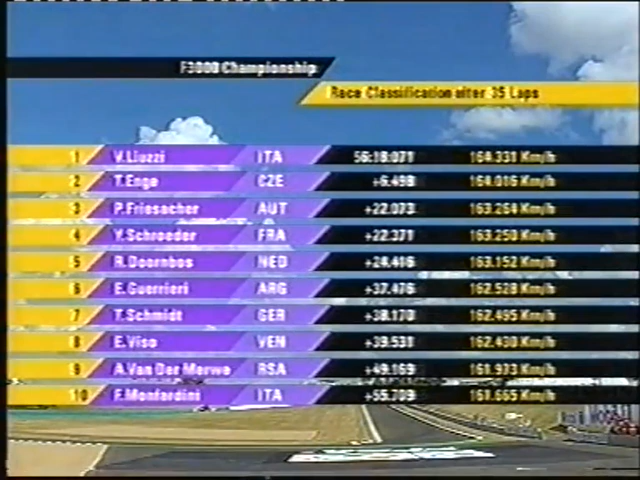 F3000 Championship
Race Classification after 35 Laps
1 V.Liuzzi ITA 56:18:071 164.331 Km/h
2 T.Enge CZE +6.498 164.016 Km/h
3 P.Friesacher AUT +22.073 163.264 Km/h
4 Y.Schroeder FRA +22.371 163.250 Km/h
5 R.Doornbos NED +24.416 163.152 Km/h
6 E.Guerrieri ARG +37.476 162.528 Km/h
7 T.Schmidt GER +38.170 162.495 Km/h
8 E.Viso VEN +39.531 162.430 Km/h
9 A.Van Der Merwe RSA +49.169 161.973 Km/h
10 F.Monfardini ITA +55.709 161.665 Km/h